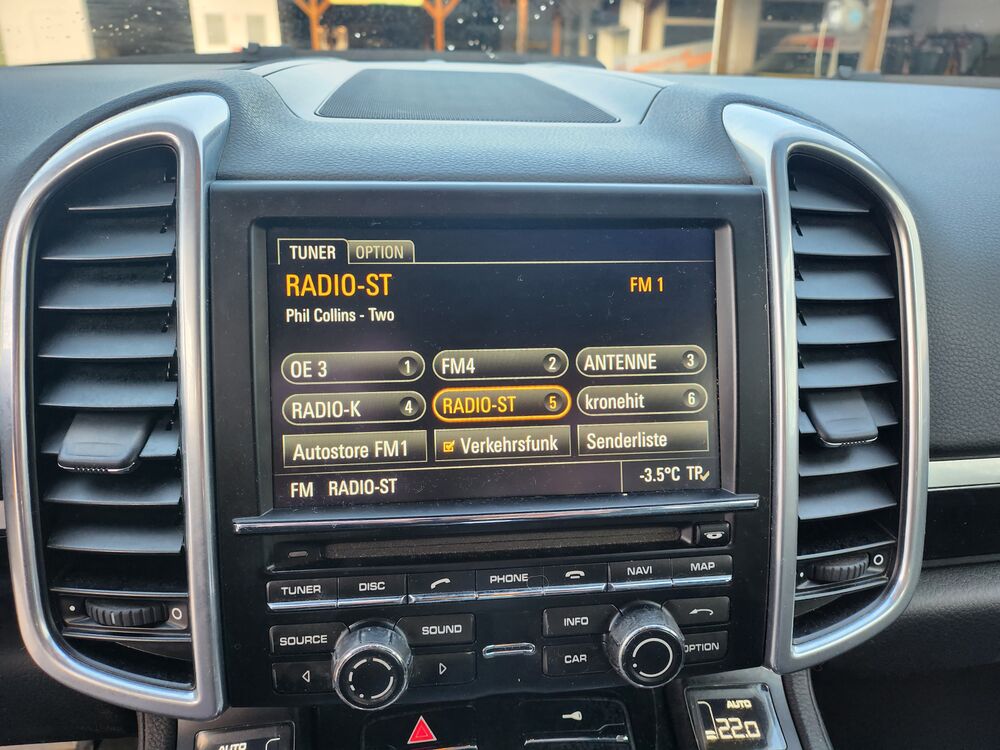 TUNER OPTION
RADIO-ST FM 1
Phil Collins - Two
OE 3 1 FM4 2 ANTENNE 3
RADIO-K 4 RADIO-ST 5 kronehit 6
Autostore FM1 Verkehrsfunk Senderliste
FM RADIO-ST -3.5°C TP
TUNER DISC PHONE NAVI MAP
SOURCE SOUND INFO
CAR OPTION
AUTO AUTO
22.0